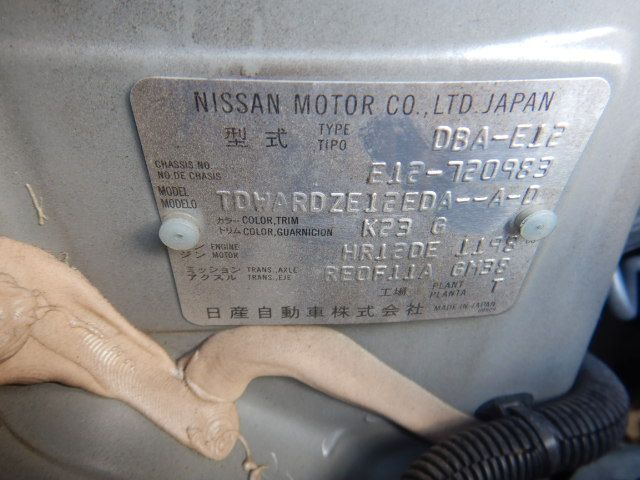 NISSAN MOTOR CO.,LTD.JAPAN
型式 TYPE TIPO DBA-E12
CHASSIS.NO NO.DE CHASIS E12-720983
MODEL MODELO TDWARDZE12EDA--A-D
カラー COLOR,TRIM トリム COLOR,GUARNICION K23 G
ENGINE MOTOR HR12DE 1198 cc
ミッション TRANS.,AXLE アクスル TRANS.,EJE RE0F11A GM38
工場 PLANT PLANTA T
日産自動車株式会社 MADE IN JAPAN